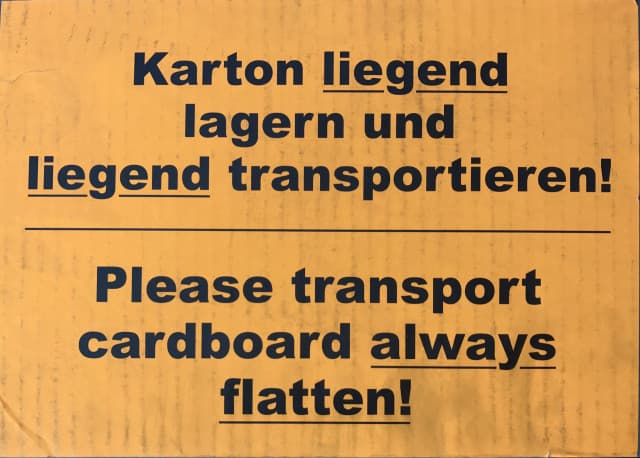 Karton liegend
lagern und
liegend transportieren!
Please transport
cardboard always
flatten!